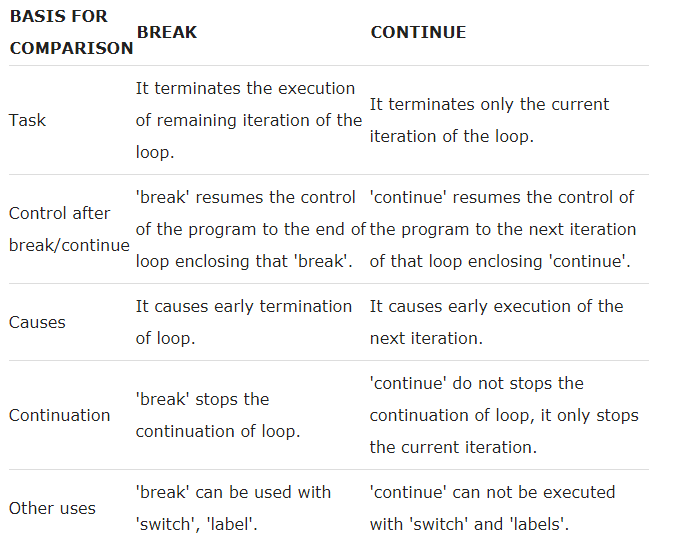 BASIS FOR
COMPARISON
BREAK
CONTINUE
Task
It terminates the execution
of remaining iteration of the
loop.
It terminates only the current
iteration of the loop.
Control after
break/continue
'break' resumes the control
of the program to the end of
loop enclosing that 'break'.
'continue' resumes the control of
the program to the next iteration
of that loop enclosing 'continue'.
Causes
It causes early termination
of loop.
It causes early execution of the
next iteration.
Continuation
'break' stops the
continuation of loop.
'continue' do not stops the
continuation of loop, it only stops
the current iteration.
Other uses
'break' can be used with
'switch', 'label'.
'continue' can not be executed
with 'switch' and 'labels'.